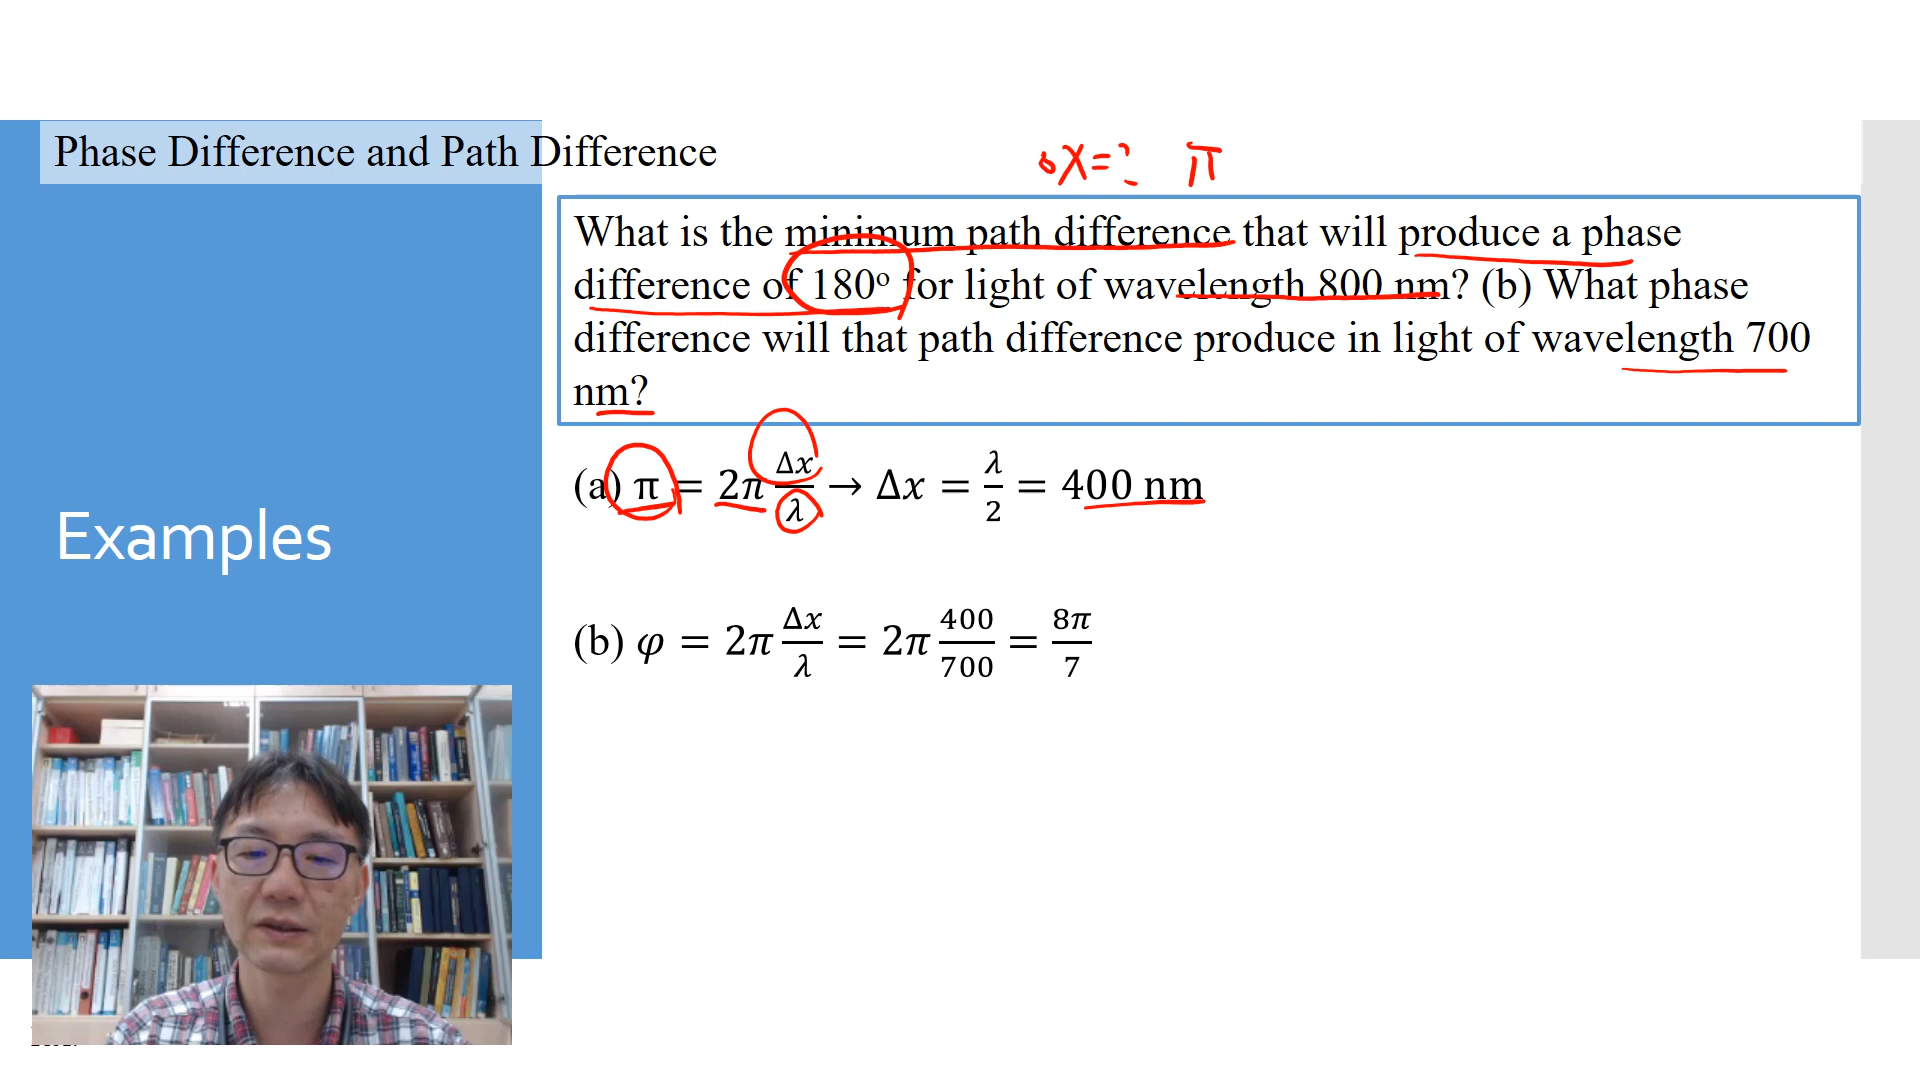 Phase Difference and Path Difference
Δx=? π
What is the minimum path difference that will produce a phase
difference of 180° for light of wavelength 800 nm? (b) What phase
difference will that path difference produce in light of wavelength 700
nm?
(a) π = 2π Δx/λ → Δx = λ/2 = 400 nm
Examples
(b) φ = 2π Δx/λ = 2π 400/700 = 8π/7